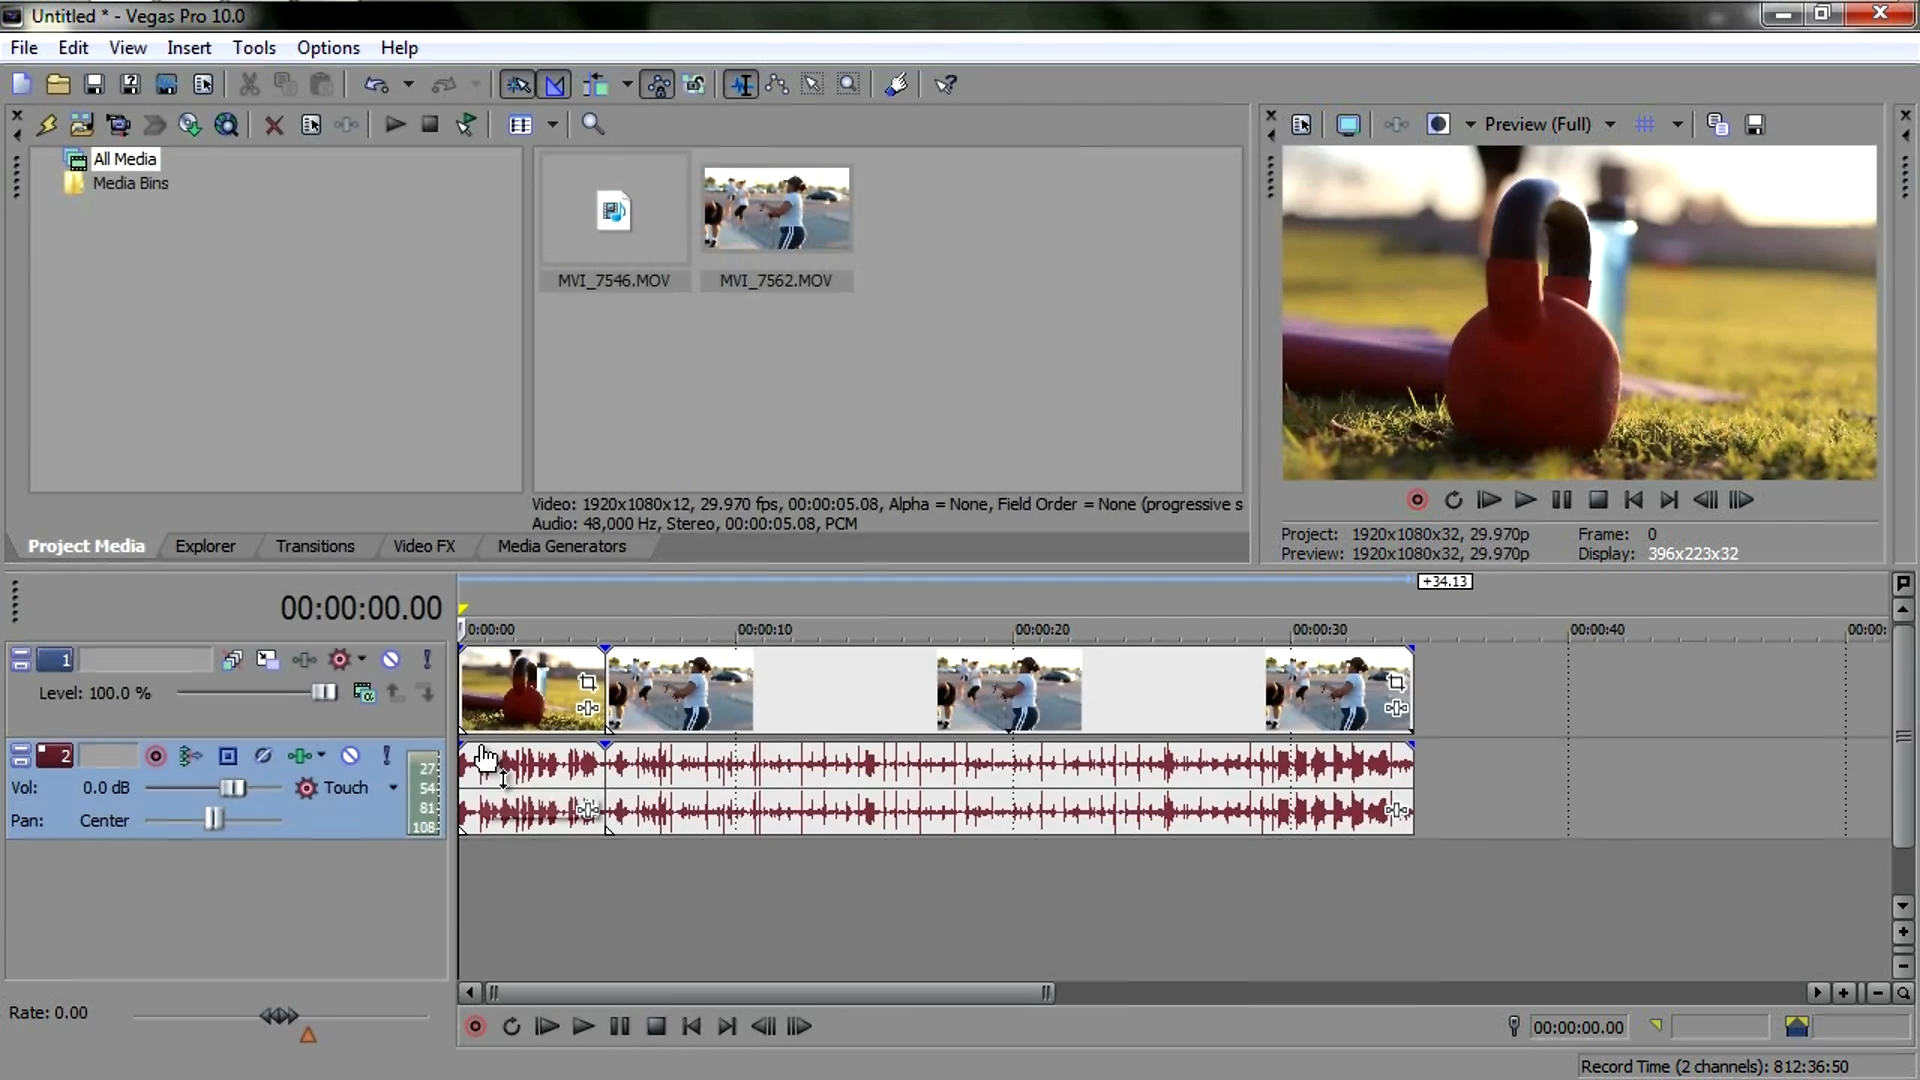 Untitled * - Vegas Pro 10.0
File Edit View Insert Tools Options Help
Preview (Full)
All Media
Media Bins
MVI_7546.MOV
MVI_7562.MOV
Video: 1920x1080x12, 29.970 fps, 00:00:05.08, Alpha = None, Field Order = None (progressive s
Audio: 48,000 Hz, Stereo, 00:00:05.08, PCM
Project: 1920x1080x32, 29.970p Frame: 0
Preview: 1920x1080x32, 29.970p Display: 396x223x32
Project Media Explorer Transitions Video FX Media Generators
+34.13
00:00:00.00
0:00:00 00:00:10 00:00:20 00:00:30 00:00:40 00:00:
1
Level: 100.0 %
2
Vol: 0.0 dB Touch
Pan: Center
27
54
81
108
Rate: 0.00
00:00:00.00
Record Time (2 channels): 812:36:50